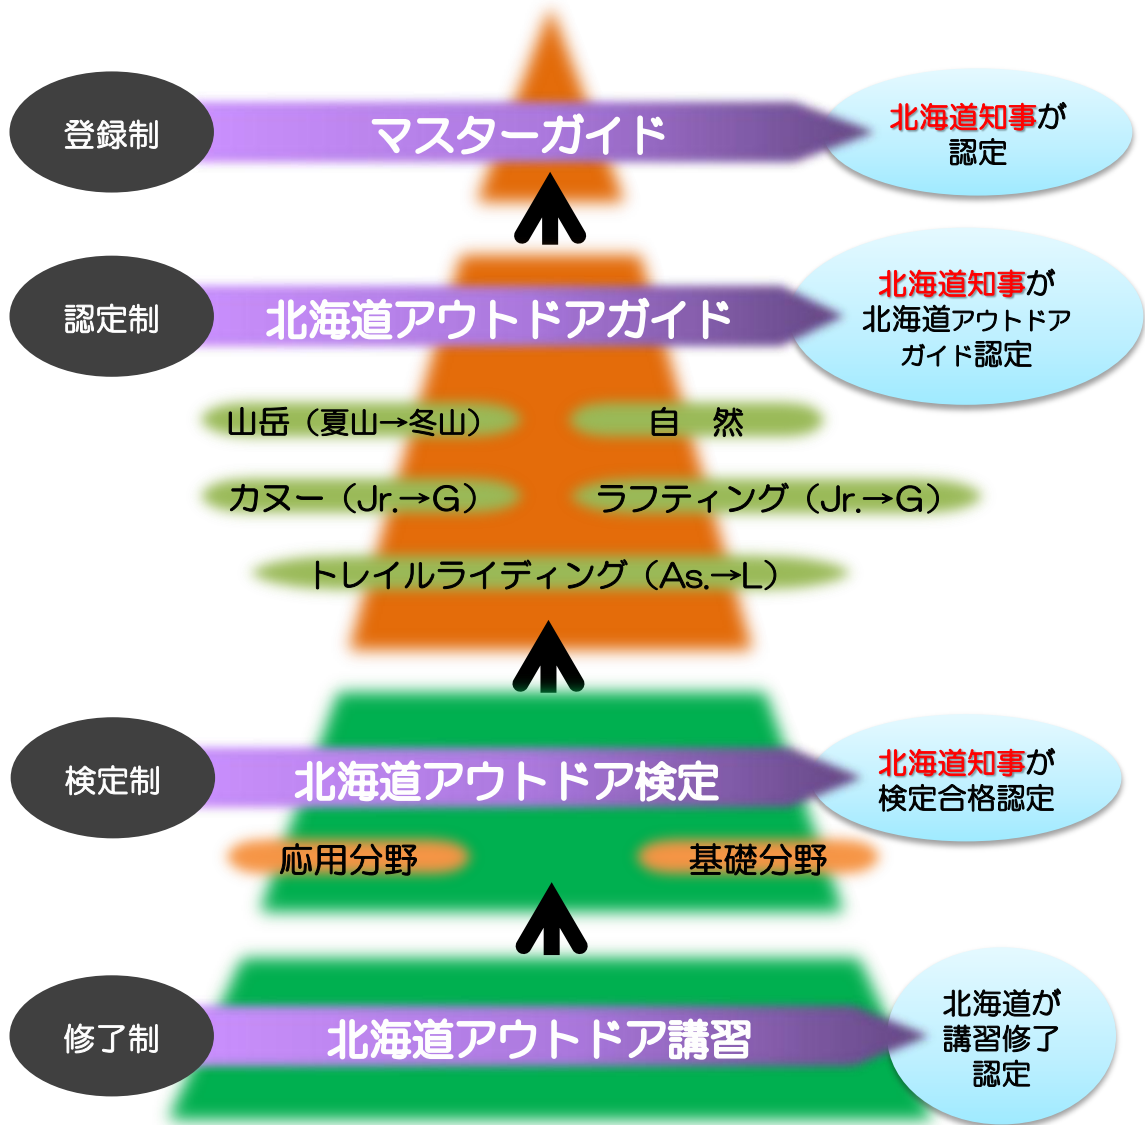 登録制
マスターガイド
北海道知事が
認定
認定制
北海道アウトドアガイド
北海道知事が
北海道アウトドア
ガイド認定
山岳（夏山→冬山）
自　然
カヌー（Jr.→G）
ラフティング（Jr.→G）
トレイルライディング（As.→L）
検定制
北海道アウトドア検定
北海道知事が
検定合格認定
応用分野
基礎分野
修了制
北海道アウトドア講習
北海道が
講習修了
認定